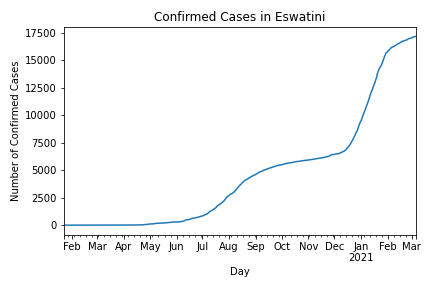 Confirmed Cases in Eswatini
Number of Confirmed Cases
17500
15000
12500
10000
7500
5000
2500
0
Feb Mar Apr May Jun Jul Aug Sep Oct Nov Dec Jan Feb Mar
2021
Day